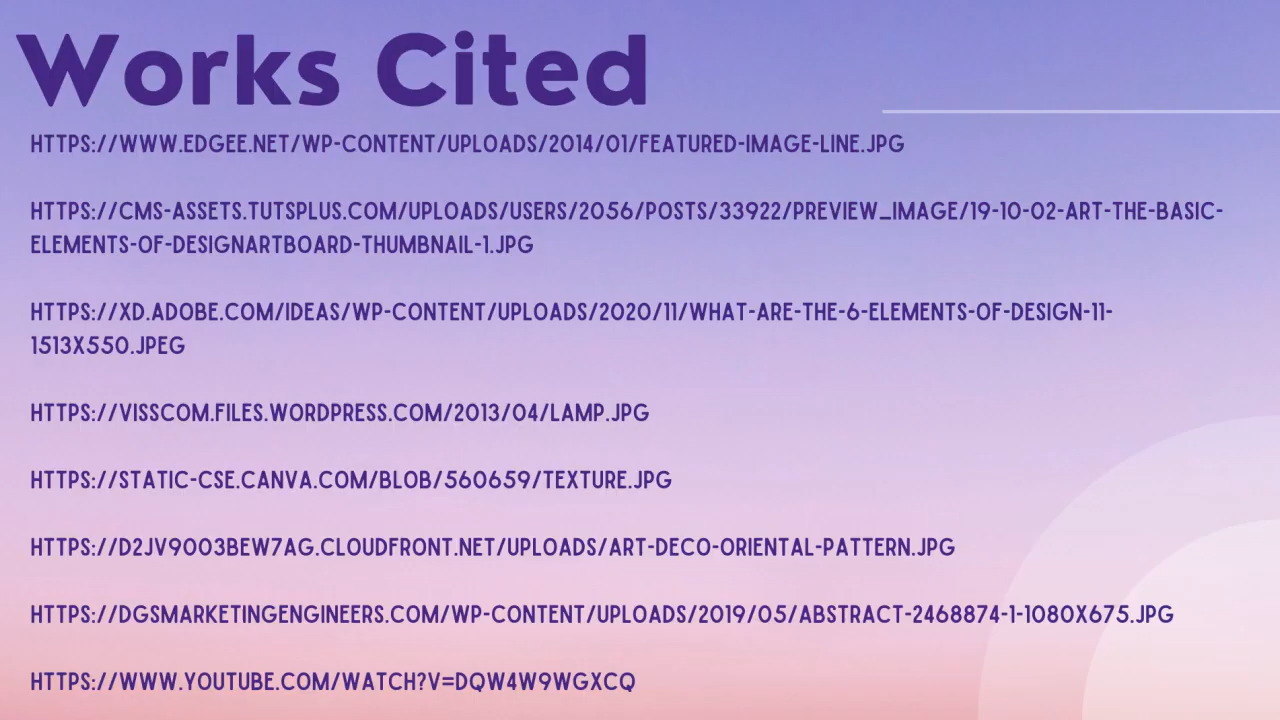 Works Cited
HTTPS://WWW.EDGEE.NET/WP-CONTENT/UPLOADS/2014/01/FEATURED-IMAGE-LINE.JPG
HTTPS://CMS-ASSETS.TUTSPLUS.COM/UPLOADS/USERS/2056/POSTS/33922/PREVIEW_IMAGE/19-10-02-ART-THE-BASIC-
ELEMENTS-OF-DESIGNARTBOARD-THUMBNAIL-1.JPG
HTTPS://XD.ADOBE.COM/IDEAS/WP-CONTENT/UPLOADS/2020/11/WHAT-ARE-THE-6-ELEMENTS-OF-DESIGN-11-
1513X550.JPEG
HTTPS://VISSCOM.FILES.WORDPRESS.COM/2013/04/LAMP.JPG
HTTPS://STATIC-CSE.CANVA.COM/BLOB/560659/TEXTURE.JPG
HTTPS://D2JV9003BEW7AG.CLOUDFRONT.NET/UPLOADS/ART-DECO-ORIENTAL-PATTERN.JPG
HTTPS://DGSMARKETINGENGINEERS.COM/WP-CONTENT/UPLOADS/2019/05/ABSTRACT-2468874-1-1080X675.JPG
HTTPS://WWW.YOUTUBE.COM/WATCH?V=DQW4W9WGXCQ